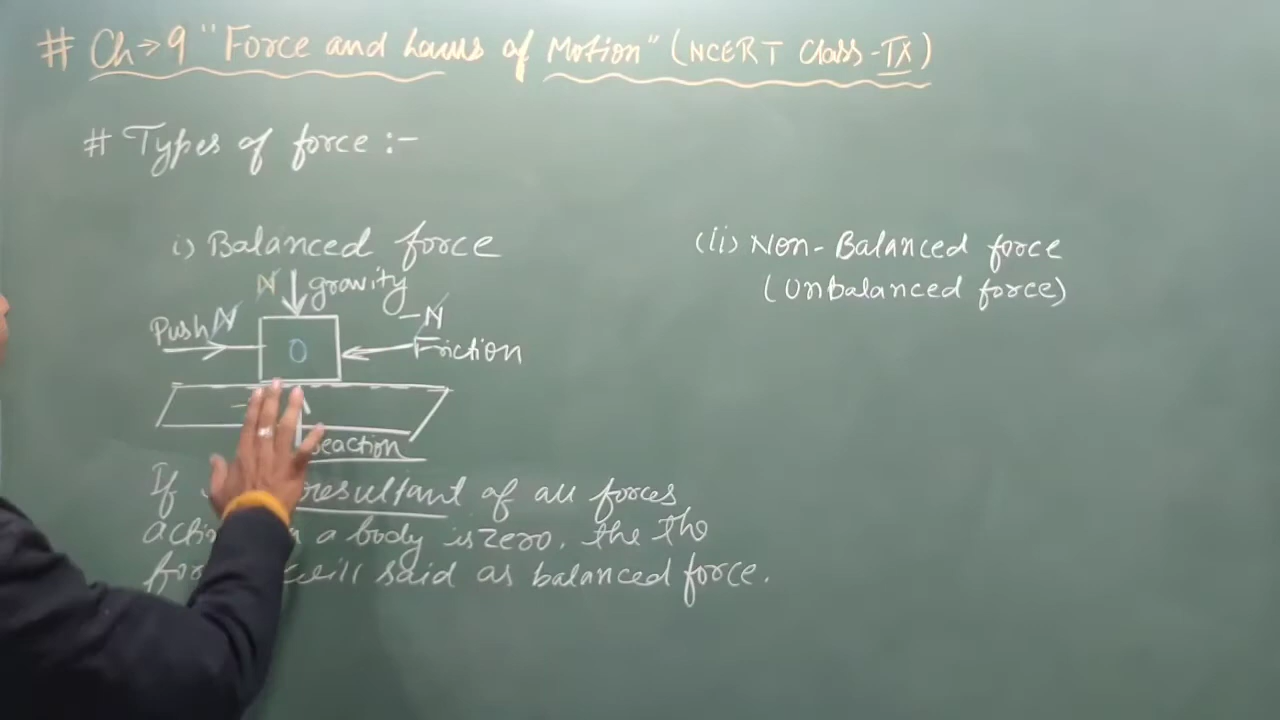 # Ch→9 "Force and Laws of Motion" (NCERT Class-IX)
# Types of force :-
i) Balanced force
N gravity
Push N
-N
0
Friction
If resultant of all forces
a body is zero. the the
will said as balanced force.
(ii) Non-Balanced force
(Unbalanced force)